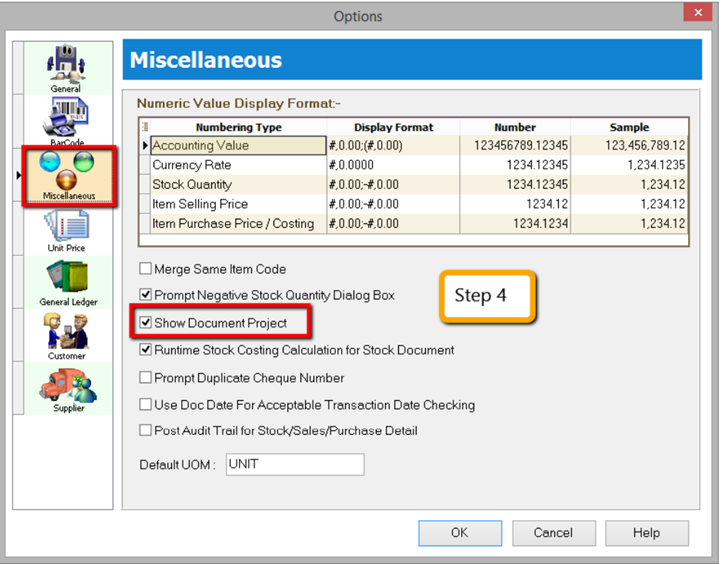 Options
Miscellaneous
General
BarCode
Miscellaneous
Unit Price
General Ledger
Customer
Supplier
Numeric Value Display Format:-
Numbering Type Display Format Number Sample
Accounting Value #,0.00;(#,0.00) 123456789.12345 123,456,789.12
Currency Rate #,0.0000 1234.12345 1,234.1235
Stock Quantity #,0.00;-#,0.00 1234.12345 1,234.12
Item Selling Price #,0.00;-#,0.00 1234.12 1,234.12
Item Purchase Price / Costing #,0.00;-#,0.00 1234.1234 1,234.12
Merge Same Item Code
Prompt Negative Stock Quantity Dialog Box
Step 4
Show Document Project
Runtime Stock Costing Calculation for Stock Document
Prompt Duplicate Cheque Number
Use Doc Date For Acceptable Transaction Date Checking
Post Audit Trail for Stock/Sales/Purchase Detail
Default UOM : UNIT
OK Cancel Help